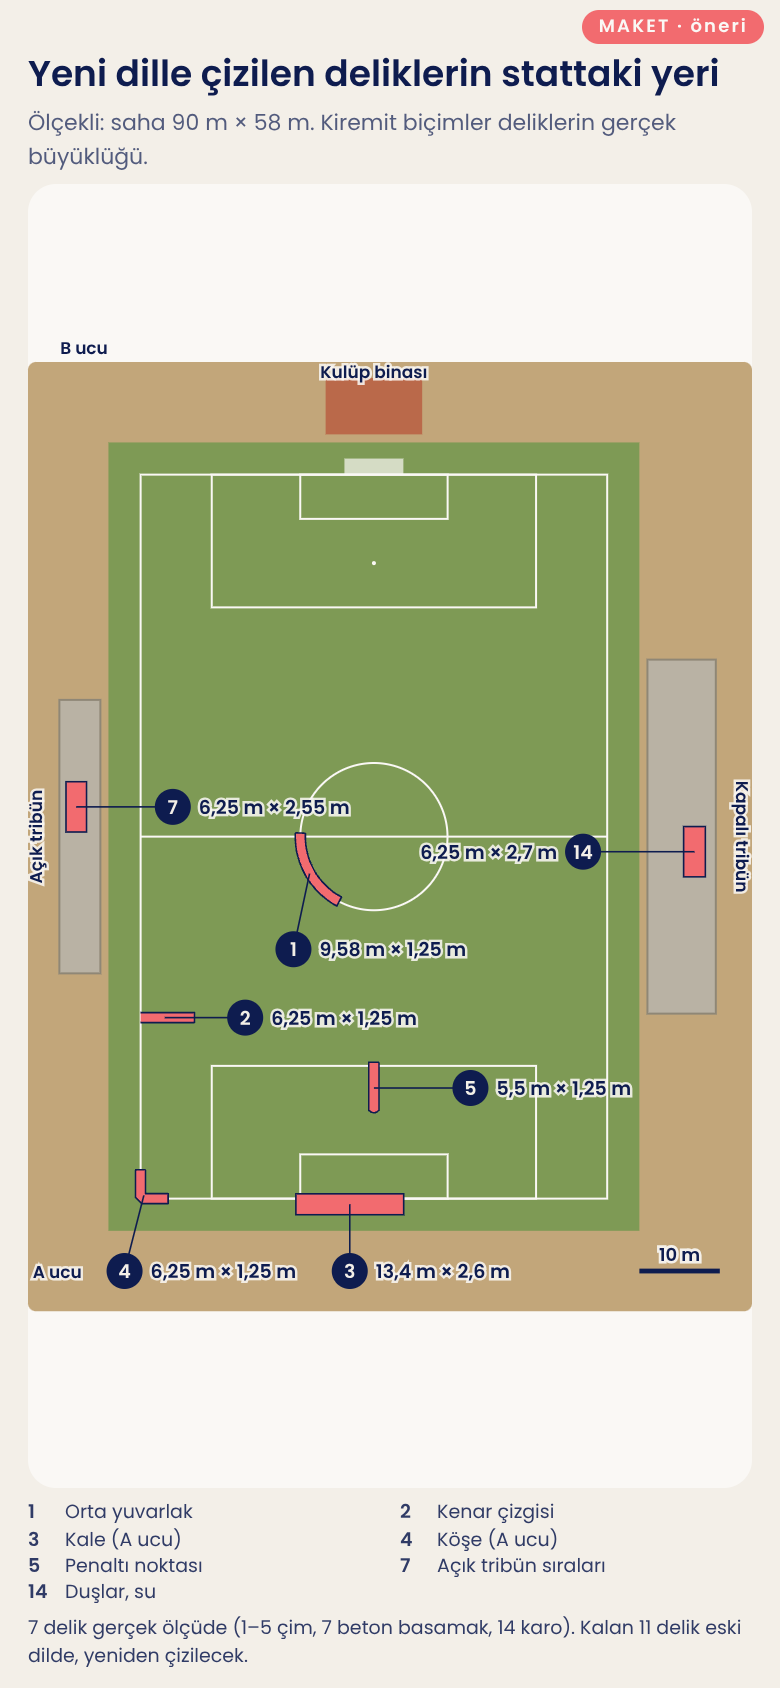 MAKET · öneri
Yeni dille çizilen deliklerin stattaki yeri
Ölçekli: saha 90 m × 58 m. Kiremit biçimler deliklerin gerçek
büyüklüğü.
B ucu
Kulüp binası
Açık tribün
7 6,25 m × 2,55 m
6,25 m × 2,7 m 14
Kapalı tribün
1 9,58 m × 1,25 m
2 6,25 m × 1,25 m
5 5,5 m × 1,25 m
10 m
A ucu
4 6,25 m × 1,25 m
3 13,4 m × 2,6 m
1 Orta yuvarlak
2 Kenar çizgisi
3 Kale (A ucu)
4 Köşe (A ucu)
5 Penaltı noktası
7 Açık tribün sıraları
14 Duşlar, su
7 delik gerçek ölçüde (1–5 çim, 7 beton basamak, 14 karo). Kalan 11 delik eski
dilde, yeniden çizilecek.